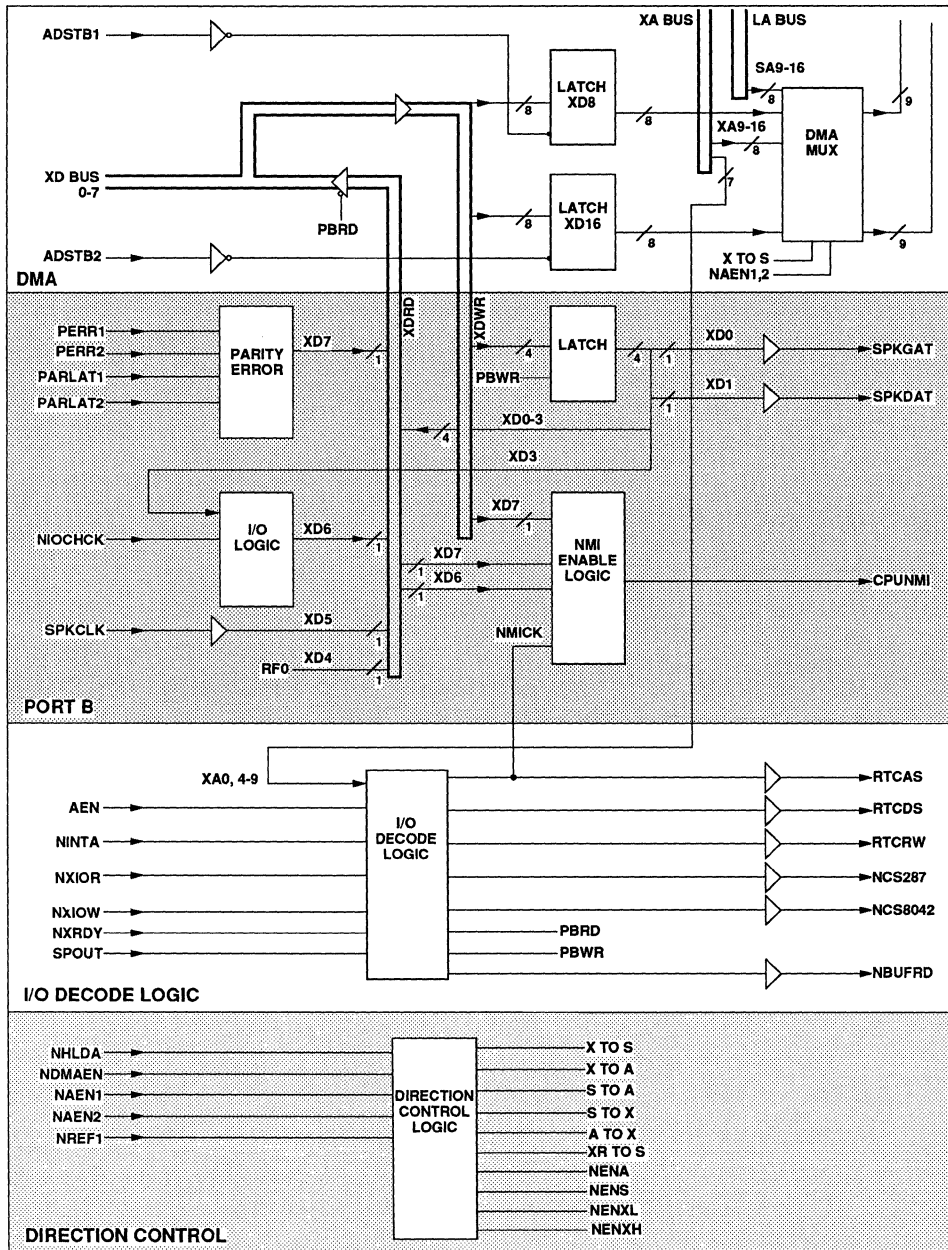 XA BUS
LA BUS
ADSTB1
SA9-16
8
9
LATCH
XD8
8
8
DMA
MUX
XA9-16
8
7
XD BUS
0-7
PBRD
LATCH
XD16
8
8
9
ADSTB2
X TO S
NAEN1,2
DMA
XDRD
XDWR
PERR1
PERR2
PARLAT1
PARLAT2
PARITY
ERROR
XD7
1
4
LATCH
PBWR
4
1
XD0
SPKGAT
XD1
1
SPKDAT
XD0-3
4
XD3
NIOCHCK
I/O
LOGIC
XD6
1
XD7
1
XD7
1
XD6
1
NMI
ENABLE
LOGIC
CPUNMI
SPKCLK
XD5
1
NMICK
RF0
XD4
1
PORT B
XA0, 4-9
AEN
NINTA
NXIOR
NXIOW
NXRDY
SPOUT
I/O
DECODE
LOGIC
RTCAS
RTCDS
RTCRW
NCS287
NCS8042
PBRD
PBWR
NBUFRD
I/O DECODE LOGIC
NHLDA
NDMAEN
NAEN1
NAEN2
NREF1
DIRECTION
CONTROL
LOGIC
X TO S
X TO A
S TO A
S TO X
A TO X
XR TO S
NENA
NENS
NENXL
NENXH
DIRECTION CONTROL